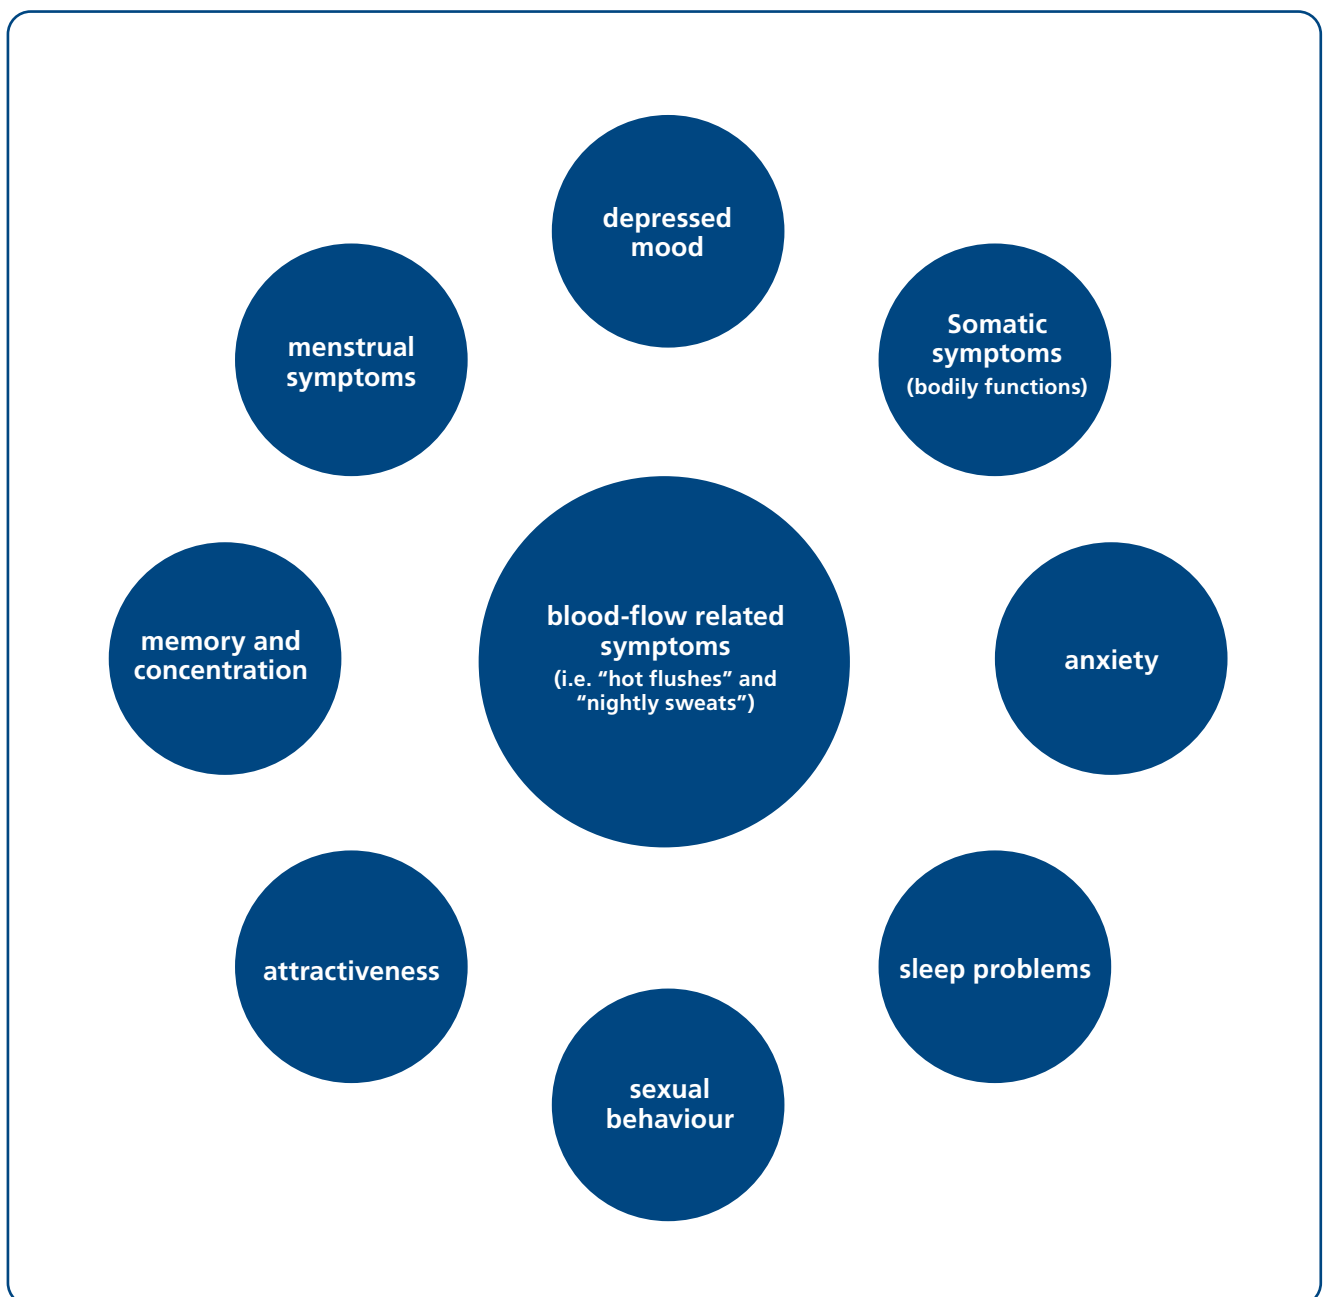 depressed
mood
menstrual
symptoms
Somatic
symptoms
(bodily functions)
memory and
concentration
blood-flow related
symptoms
(i.e. “hot flushes” and
“nightly sweats”)
anxiety
attractiveness
sleep problems
sexual
behaviour